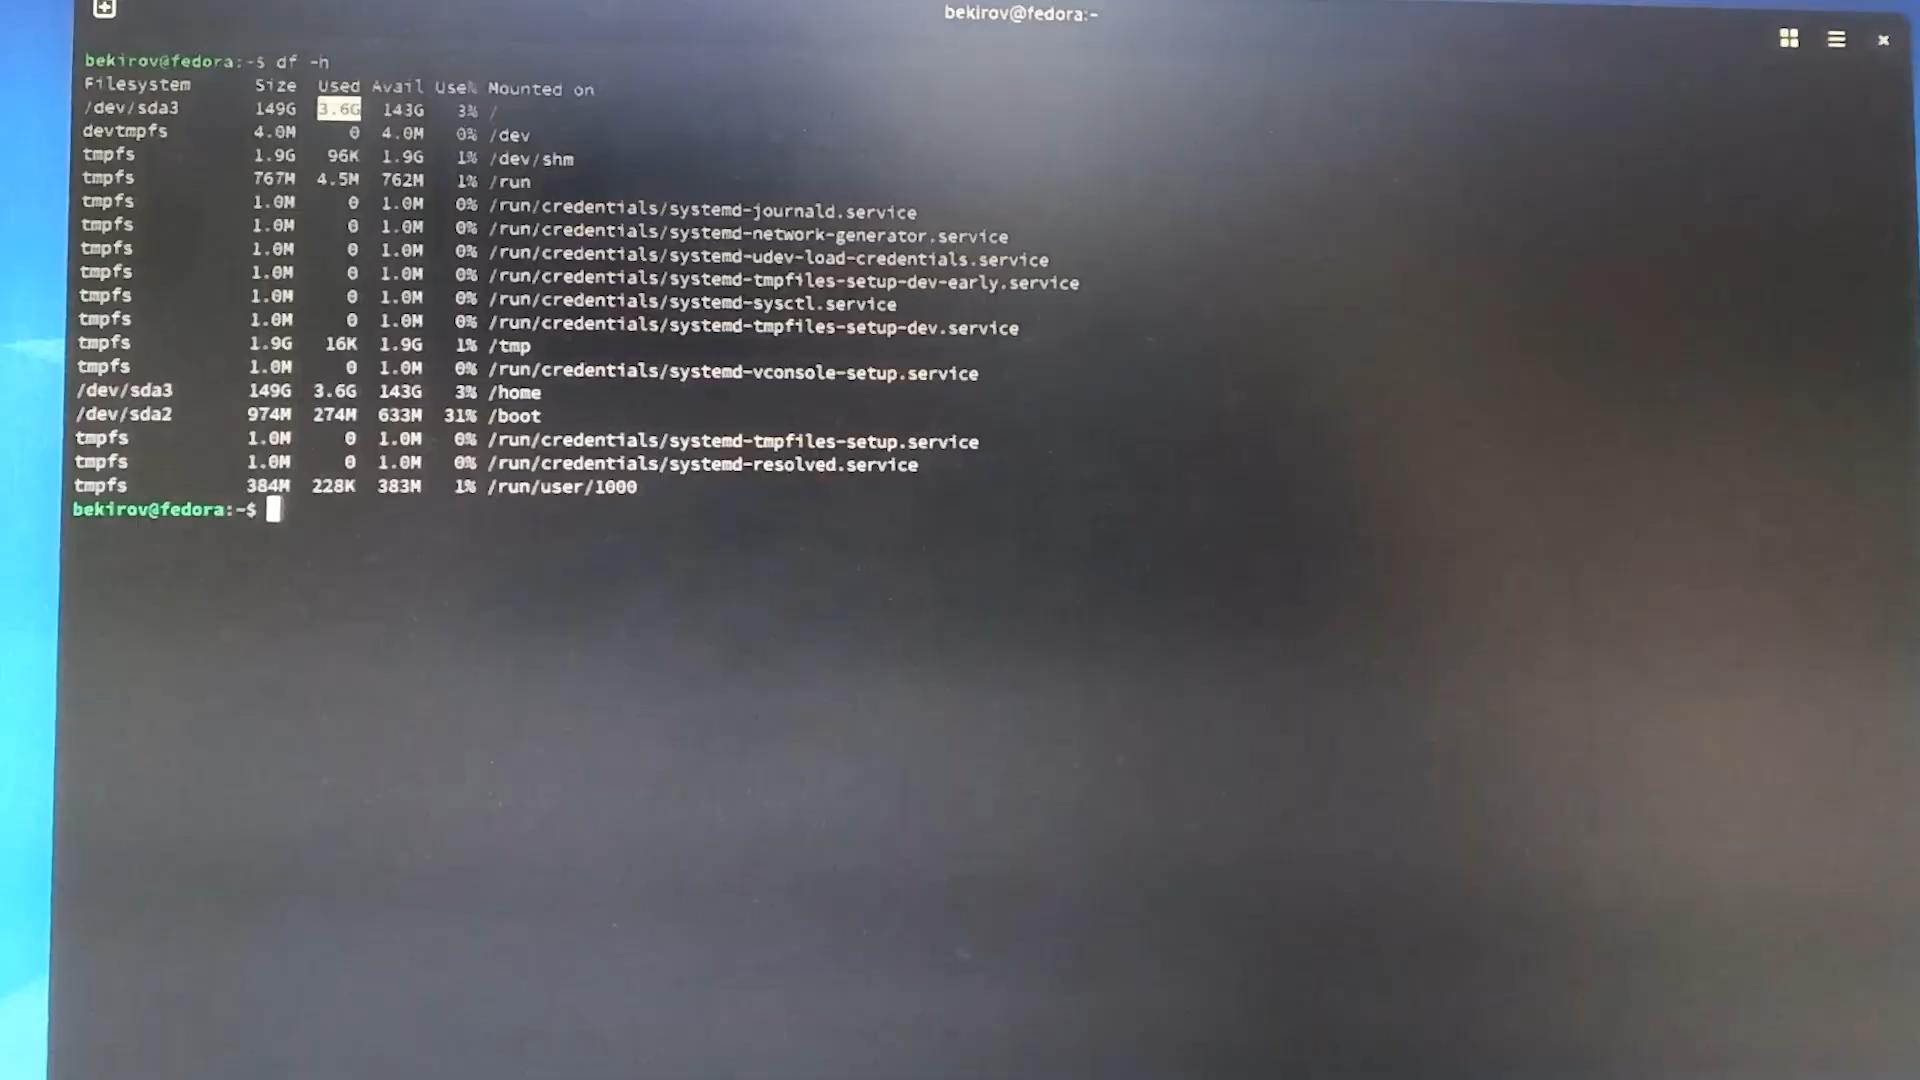 bekirov@fedora:~
bekirov@fedora:~$ df -h
Filesystem Size Used Avail Use% Mounted on
/dev/sda3 149G 3.6G 143G 3% /
devtmpfs 4.0M 0 4.0M 0% /dev
tmpfs 1.9G 96K 1.9G 1% /dev/shm
tmpfs 767M 4.5M 762M 1% /run
tmpfs 1.0M 0 1.0M 0% /run/credentials/systemd-journald.service
tmpfs 1.0M 0 1.0M 0% /run/credentials/systemd-network-generator.service
tmpfs 1.0M 0 1.0M 0% /run/credentials/systemd-udev-load-credentials.service
tmpfs 1.0M 0 1.0M 0% /run/credentials/systemd-tmpfiles-setup-dev-early.service
tmpfs 1.0M 0 1.0M 0% /run/credentials/systemd-sysctl.service
tmpfs 1.0M 0 1.0M 0% /run/credentials/systemd-tmpfiles-setup-dev.service
tmpfs 1.9G 16K 1.9G 1% /tmp
tmpfs 1.0M 0 1.0M 0% /run/credentials/systemd-vconsole-setup.service
/dev/sda3 149G 3.6G 143G 3% /home
/dev/sda2 974M 274M 633M 31% /boot
tmpfs 1.0M 0 1.0M 0% /run/credentials/systemd-tmpfiles-setup.service
tmpfs 1.0M 0 1.0M 0% /run/credentials/systemd-resolved.service
tmpfs 384M 228K 383M 1% /run/user/1000
bekirov@fedora:~$